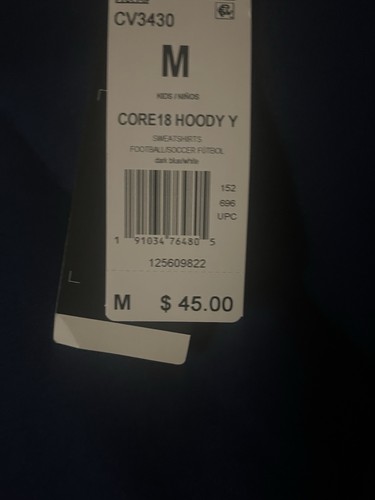 CV3430
M
KIDS / NIÑOS
CORE18 HOODY Y
SWEATSHIRTS
FOOTBALL/SOCCER FÚTBOL
dark blue/white
152
696
UPC
1 91034 76480 5
125609822
M $ 45.00